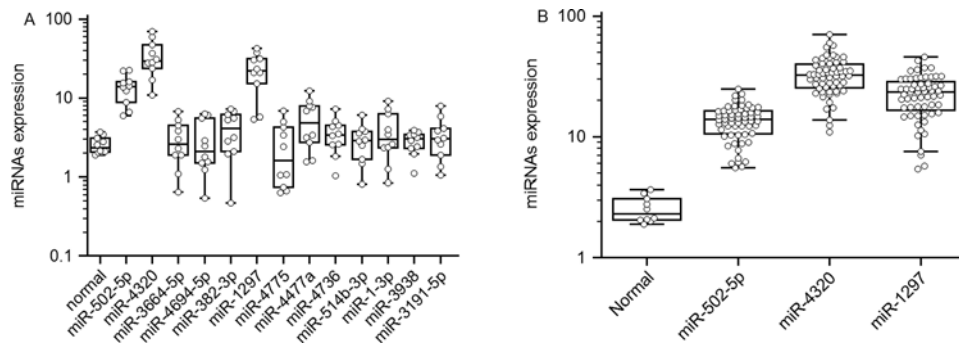 A
miRNAs expression
100
10
1
0.1
normal
miR-502-5p
miR-4320
miR-3664-5p
miR-4694-5p
miR-382-3p
miR-1297
miR-4775
miR-4477a
miR-4736
miR-514b-3p
miR-1-3p
miR-3938
miR-3191-5p
B
miRNAs expression
100
10
1
Normal
miR-502-5p
miR-4320
miR-1297